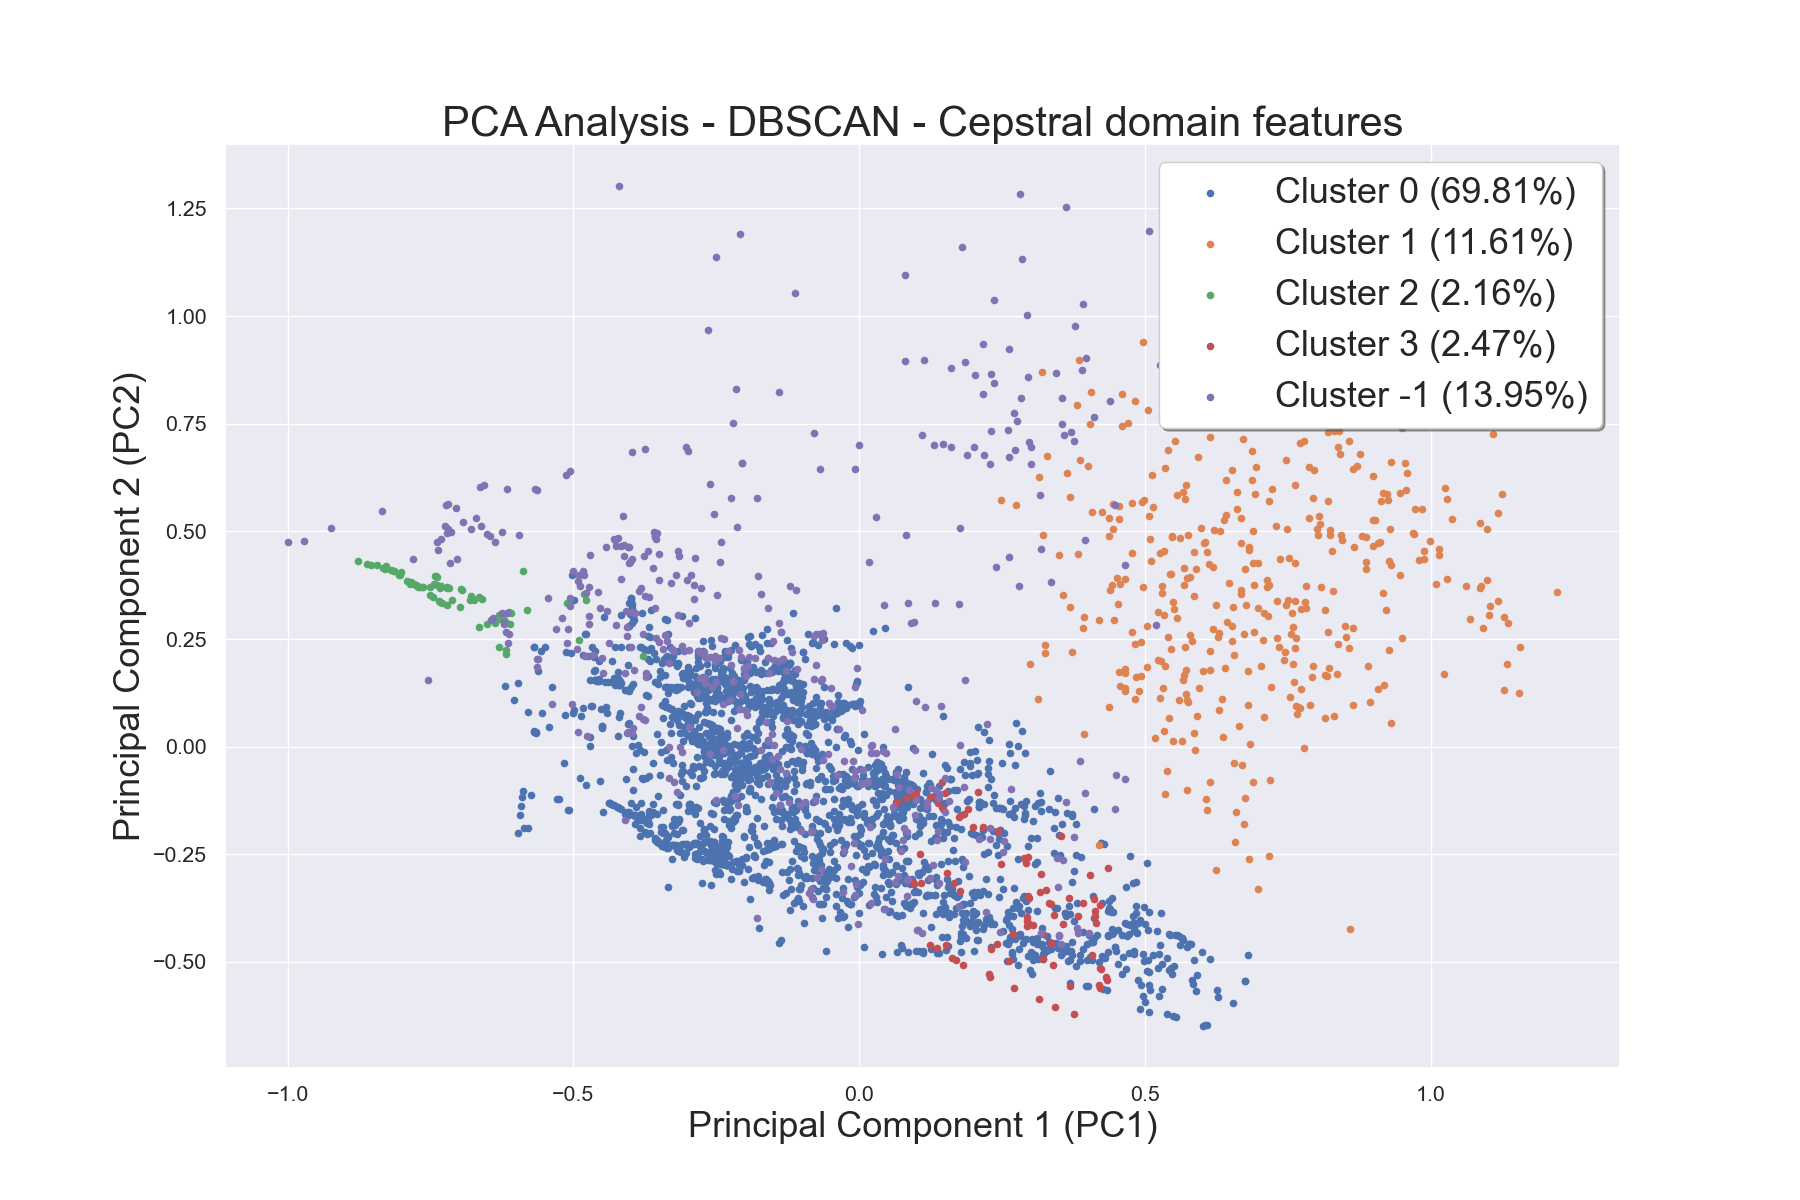 PCA Analysis - DBSCAN - Cepstral domain features
Cluster 0 (69.81%)
Cluster 1 (11.61%)
Cluster 2 (2.16%)
Cluster 3 (2.47%)
Cluster -1 (13.95%)
Principal Component 2 (PC2)
1.25
1.00
0.75
0.50
0.25
0.00
−0.25
−0.50
−1.0
−0.5
0.0
0.5
1.0
Principal Component 1 (PC1)